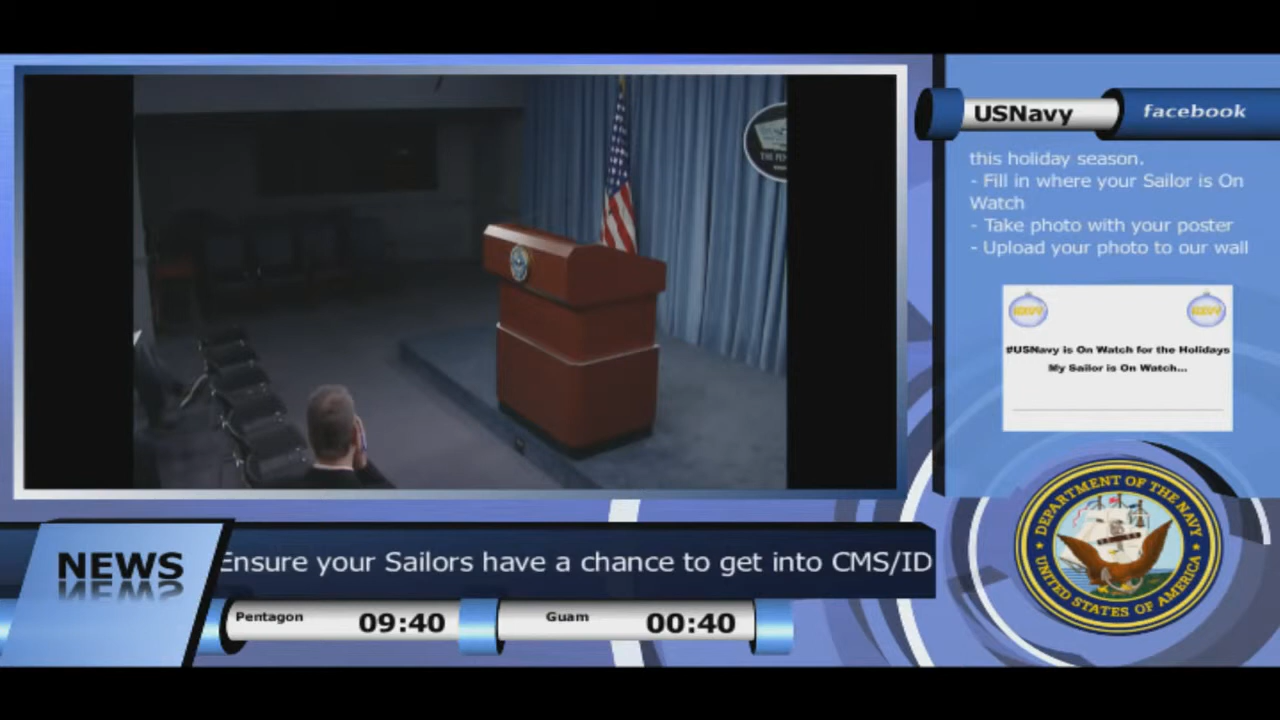 USNavy
facebook
this holiday season.
- Fill in where your Sailor is On
Watch
- Take photo with your poster
- Upload your photo to our wall
NAVY
NAVY
#USNavy is On Watch for the Holidays
My Sailor is On Watch...
DEPARTMENT OF THE NAVY
UNITED STATES OF AMERICA
NEWS
Ensure your Sailors have a chance to get into CMS/ID
Pentagon
09:40
Guam
00:40